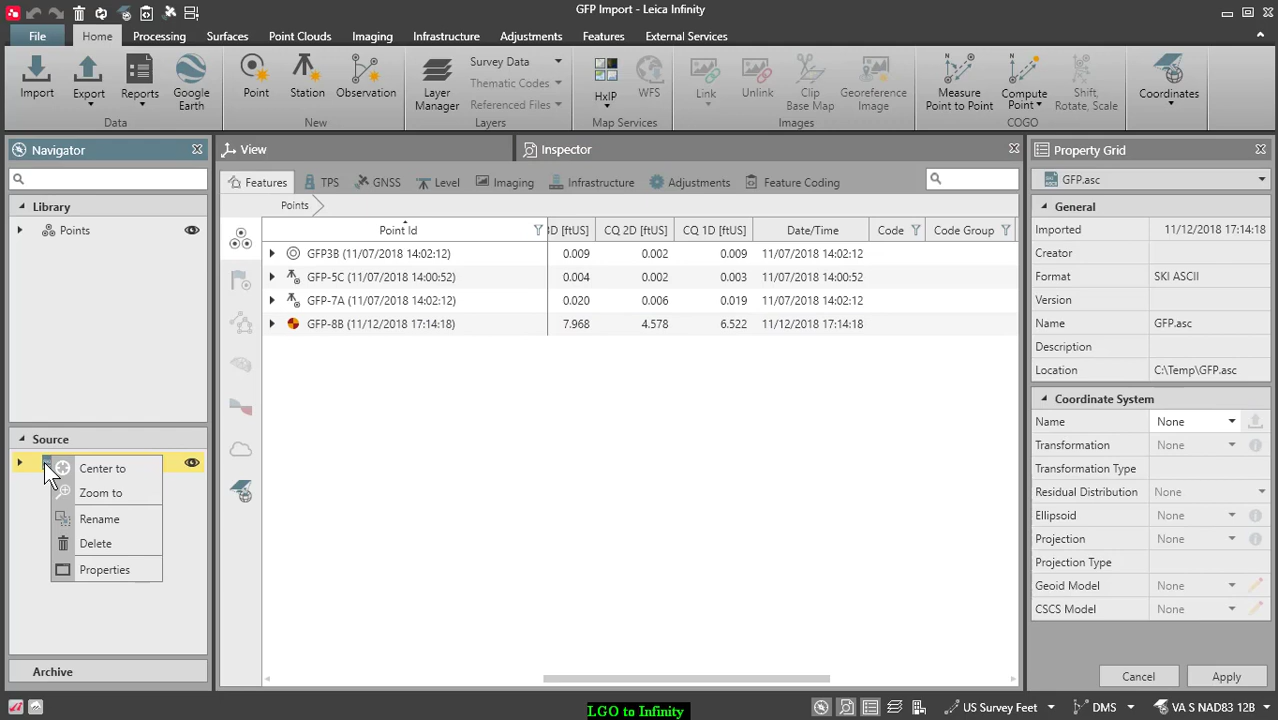 GFP Import - Leica Infinity
File
Home
Processing
Surfaces
Point Clouds
Imaging
Infrastructure
Adjustments
Features
External Services
Import
Export
Reports
Google
Earth
Data
Point
Station
Observation
New
Layer
Manager
Survey Data
Thematic Codes
Referenced Files
Layers
HxIP
WFS
Map Services
Link
Unlink
Clip
Base Map
Georeference
Image
Images
Measure
Point to Point
Compute
Point
Shift,
Rotate, Scale
COGO
Coordinates
Navigator
Library
Points
Source
Center to
Zoom to
Rename
Delete
Properties
Archive
View
Inspector
Features
TPS
GNSS
Level
Imaging
Infrastructure
Adjustments
Feature Coding
Points
Point Id
3D [ftUS] CQ 2D [ftUS] CQ 1D [ftUS] Date/Time Code Code Group
GFP3B (11/07/2018 14:02:12) 0.009 0.002 0.009 11/07/2018 14:02:12
GFP-5C (11/07/2018 14:00:52) 0.004 0.002 0.003 11/07/2018 14:00:52
GFP-7A (11/07/2018 14:02:12) 0.020 0.006 0.019 11/07/2018 14:02:12
GFP-8B (11/12/2018 17:14:18) 7.968 4.578 6.522 11/12/2018 17:14:18
Property Grid
GFP.asc
General
Imported 11/12/2018 17:14:18
Creator
Format SKI ASCII
Version
Name GFP.asc
Description
Location C:\Temp\GFP.asc
Coordinate System
Name None
Transformation None
Transformation Type
Residual Distribution None
Ellipsoid None
Projection None
Projection Type
Geoid Model None
CSCS Model None
Cancel
Apply
LGO to Infinity
US Survey Feet
DMS
VA S NAD83 12B